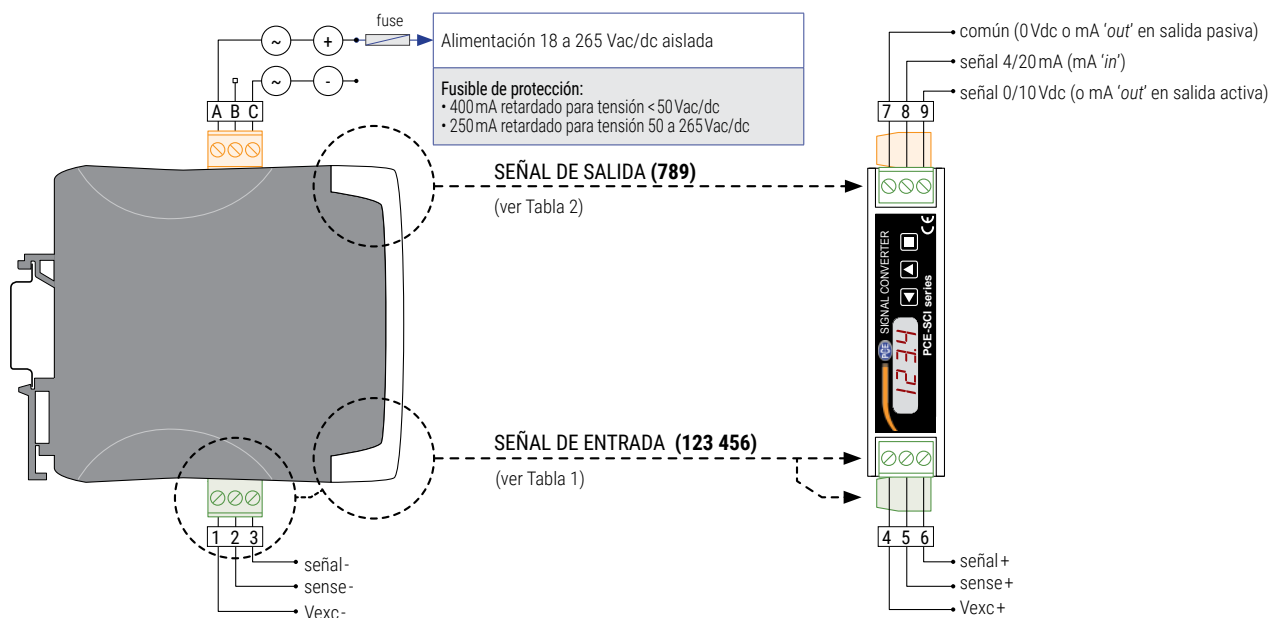 fuse
~ +
Alimentación 18 a 265 Vac/dc aislada
~ -
Fusible de protección:
• 400 mA retardado para tensión < 50 Vac/dc
• 250 mA retardado para tensión 50 a 265 Vac/dc
A B C
común (0 Vdc o mA ‘out’ en salida pasiva)
señal 4/20 mA (mA ‘in’)
señal 0/10 Vdc (o mA ‘out’ en salida activa)
7 8 9
SEÑAL DE SALIDA (789)
(ver Tabla 2)
CE
SIGNAL CONVERTER
PCE-SCI series
PCE
123.4
SEÑAL DE ENTRADA (123 456)
(ver Tabla 1)
1 2 3
señal-
sense-
Vexc-
4 5 6
señal+
sense+
Vexc+